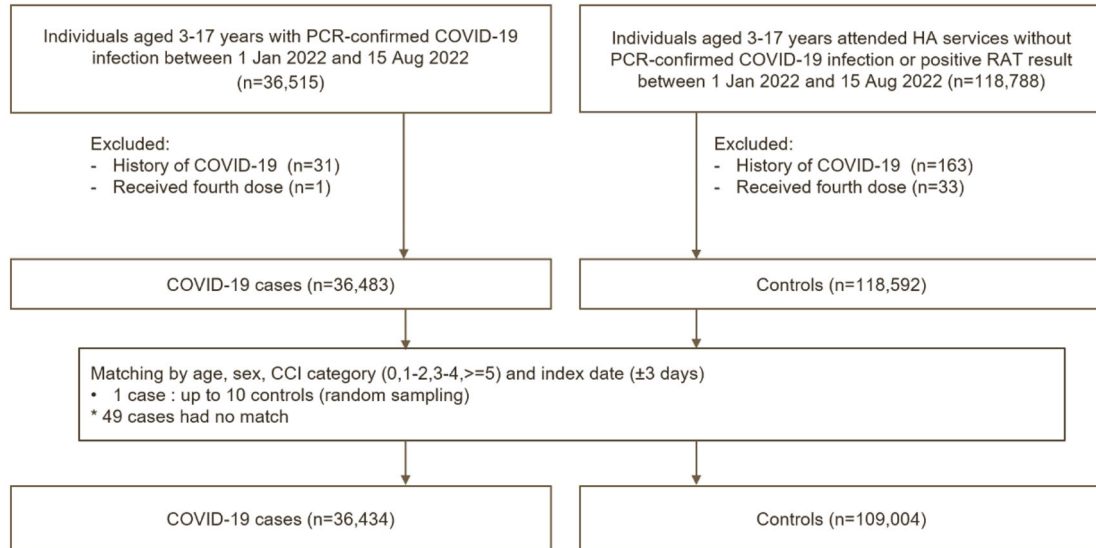 Individuals aged 3-17 years with PCR-confirmed COVID-19
infection between 1 Jan 2022 and 15 Aug 2022
(n=36,515)
Individuals aged 3-17 years attended HA services without
PCR-confirmed COVID-19 infection or positive RAT result
between 1 Jan 2022 and 15 Aug 2022 (n=118,788)
Excluded:
- History of COVID-19 (n=31)
- Received fourth dose (n=1)
Excluded:
- History of COVID-19 (n=163)
- Received fourth dose (n=33)
COVID-19 cases (n=36,483)
Controls (n=118,592)
Matching by age, sex, CCI category (0,1-2,3-4,>=5) and index date (±3 days)
• 1 case : up to 10 controls (random sampling)
* 49 cases had no match
COVID-19 cases (n=36,434)
Controls (n=109,004)